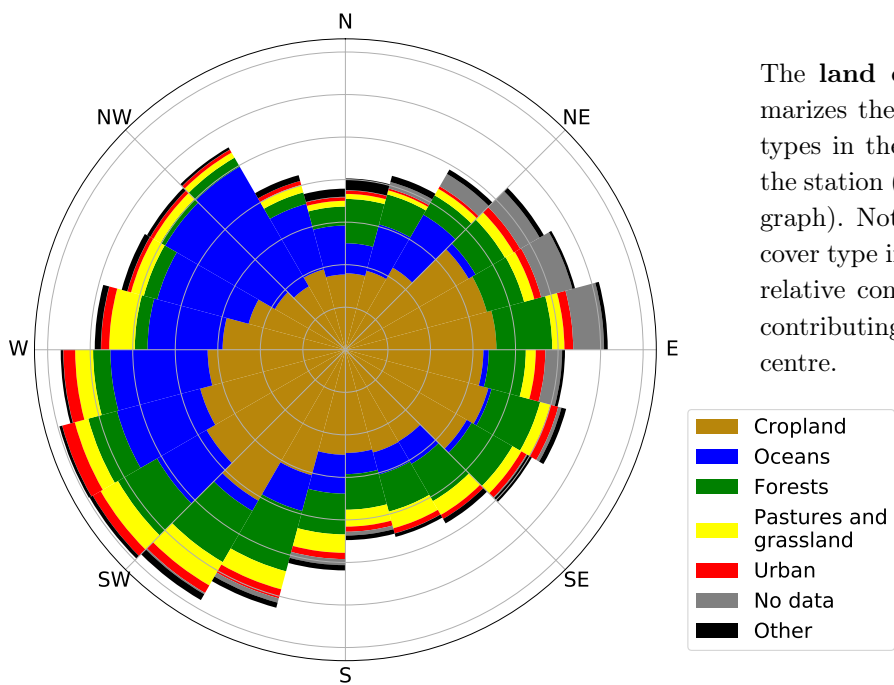 N
NW
NE
W
E
SW
SE
S
The land
marizes the
types in the
the station (
graph). Not
cover type i
relative con
contributing
centre.
Cropland
Oceans
Forests
Pastures and
grassland
Urban
No data
Other